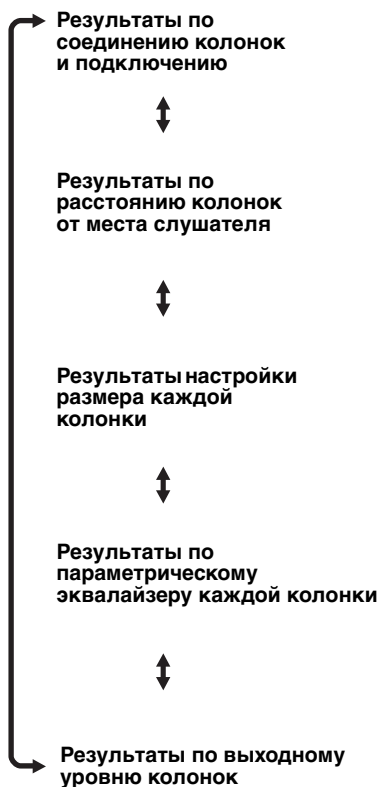 Результаты по
соединению колонок
и подключению
Результаты по
расстоянию колонок
от места слушателя
Результаты настройки
размера каждой
колонки
Результаты по
параметрическому
эквалайзеру каждой колонки
Результаты по выходному
уровню колонок